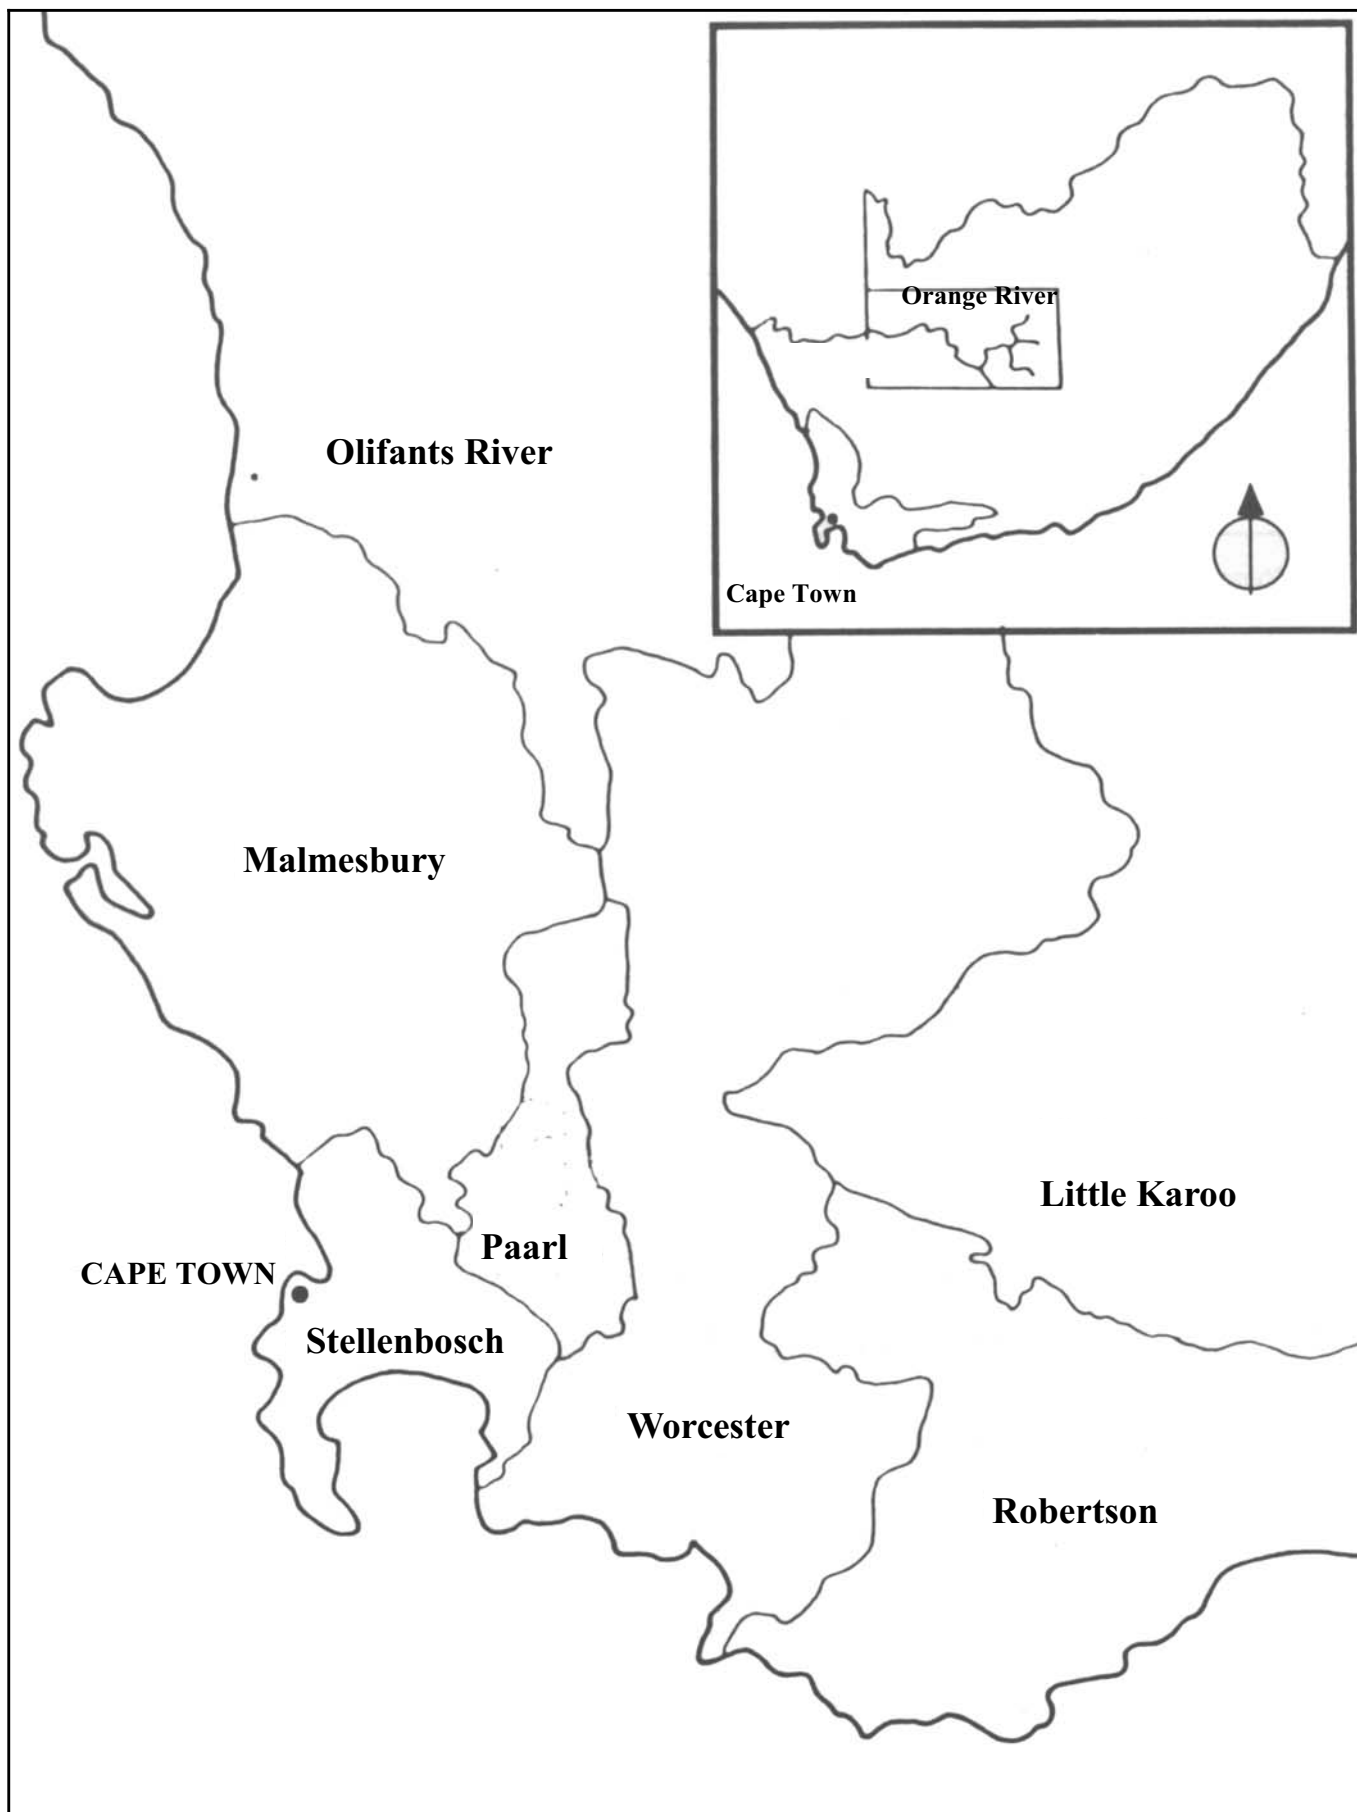 Orange River
Olifants River
Cape Town
Malmesbury
Little Karoo
Paarl
CAPE TOWN
Stellenbosch
Worcester
Robertson